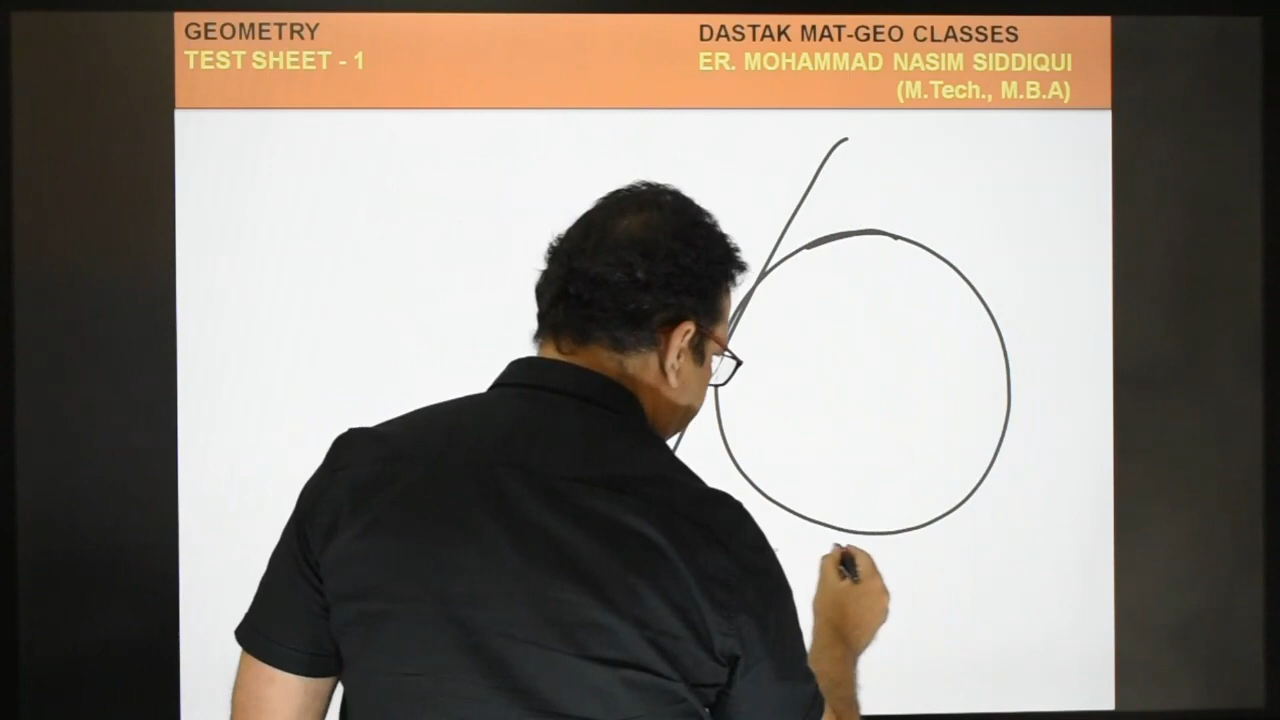 GEOMETRY
TEST SHEET - 1
DASTAK MAT-GEO CLASSES
ER. MOHAMMAD NASIM SIDDIQUI
(M.Tech., M.B.A)